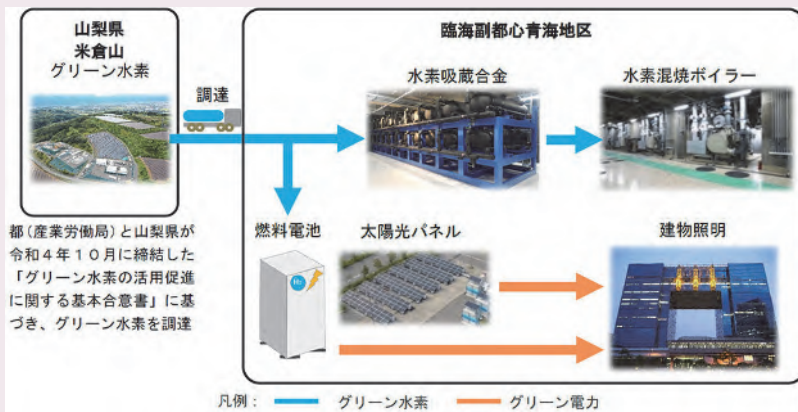 山梨県
米倉山
グリーン水素
調達
都（産業労働局）と山梨県が
令和４年１０月に締結した
「グリーン水素の活用促進
に関する基本合意書」に基
づき、グリーン水素を調達
臨海副都心青海地区
水素吸蔵合金
水素混焼ボイラー
燃料電池
太陽光パネル
建物照明
H2
凡例：
グリーン水素
グリーン電力